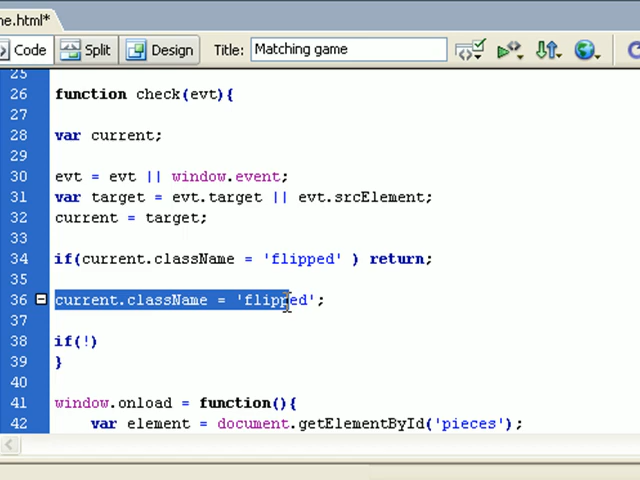 ne.html*
Code Split Design Title: Matching game
25
26 function check(evt){
27
28 var current;
29
30 evt = evt || window.event;
31 var target = evt.target || evt.srcElement;
32 current = target;
33
34 if(current.className = 'flipped' ) return;
35
36 current.className = 'flipped';
37
38 if(!)
39 }
40
41 window.onload = function(){
42 var element = document.getElementById('pieces');